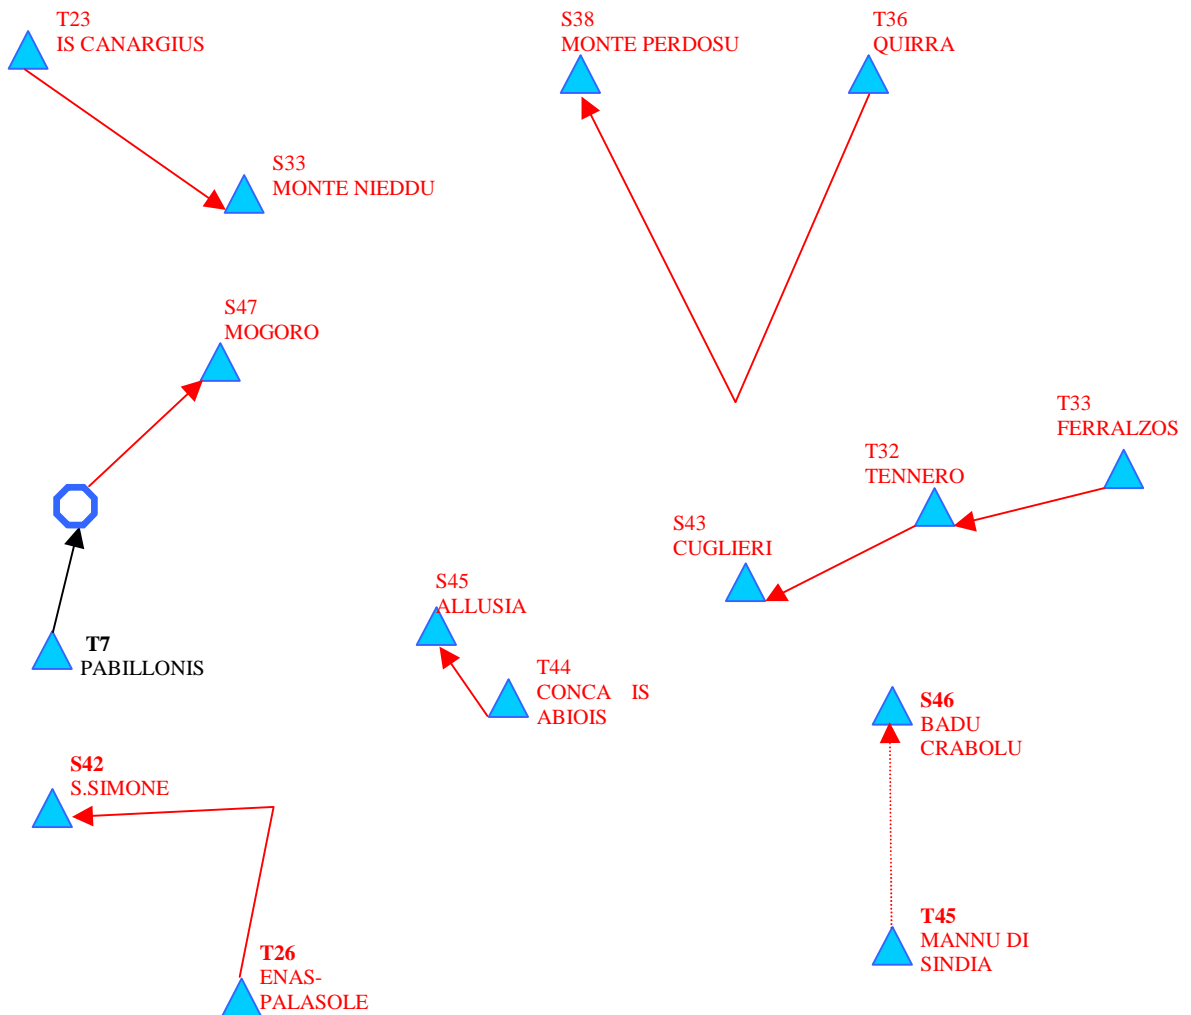 T23
IS CANARGIUS
S38
MONTE PERDOSU
T36
QUIRRA
S33
MONTE NIEDDU
S47
MOGORO
T33
FERRALZOS
T32
TENNERO
S43
CUGLIERI
S45
ALLUSIA
T7
PABILLONIS
T44
CONCA IS
ABIOIS
S46
BADU
CRABOLU
S42
S.SIMONE
T45
MANNU DI
SINDIA
T26
ENAS-
PALASOLE